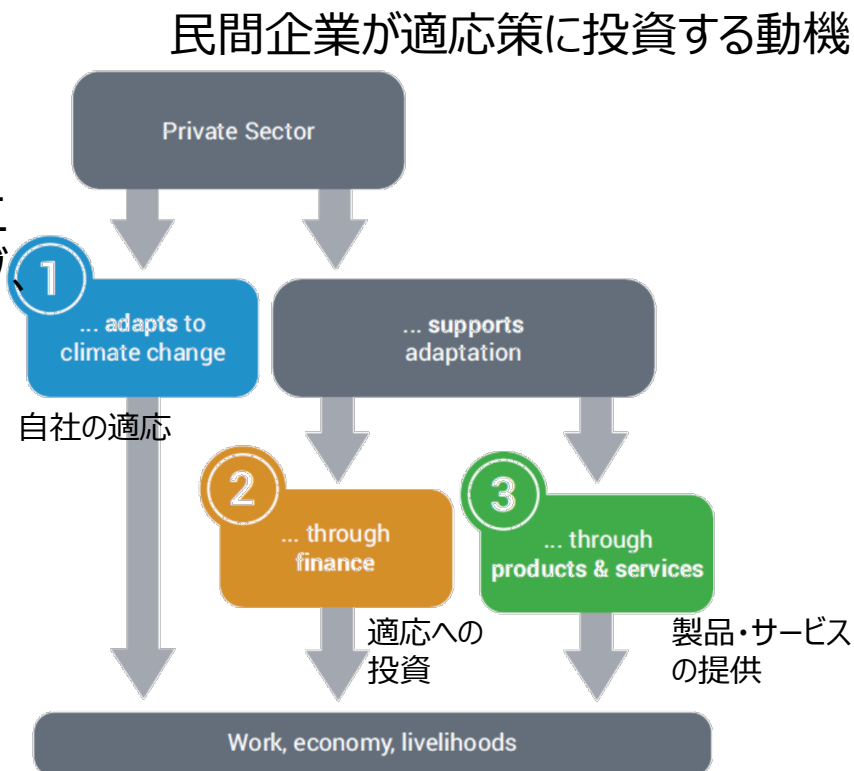 民間企業が適応策に投資する動機
Private Sector
1
... adapts to
climate change
... supports
adaptation
自社の適応
2
... through
finance
3
... through
products & services
適応への
投資
製品・サービス
の提供
Work, economy, livelihoods